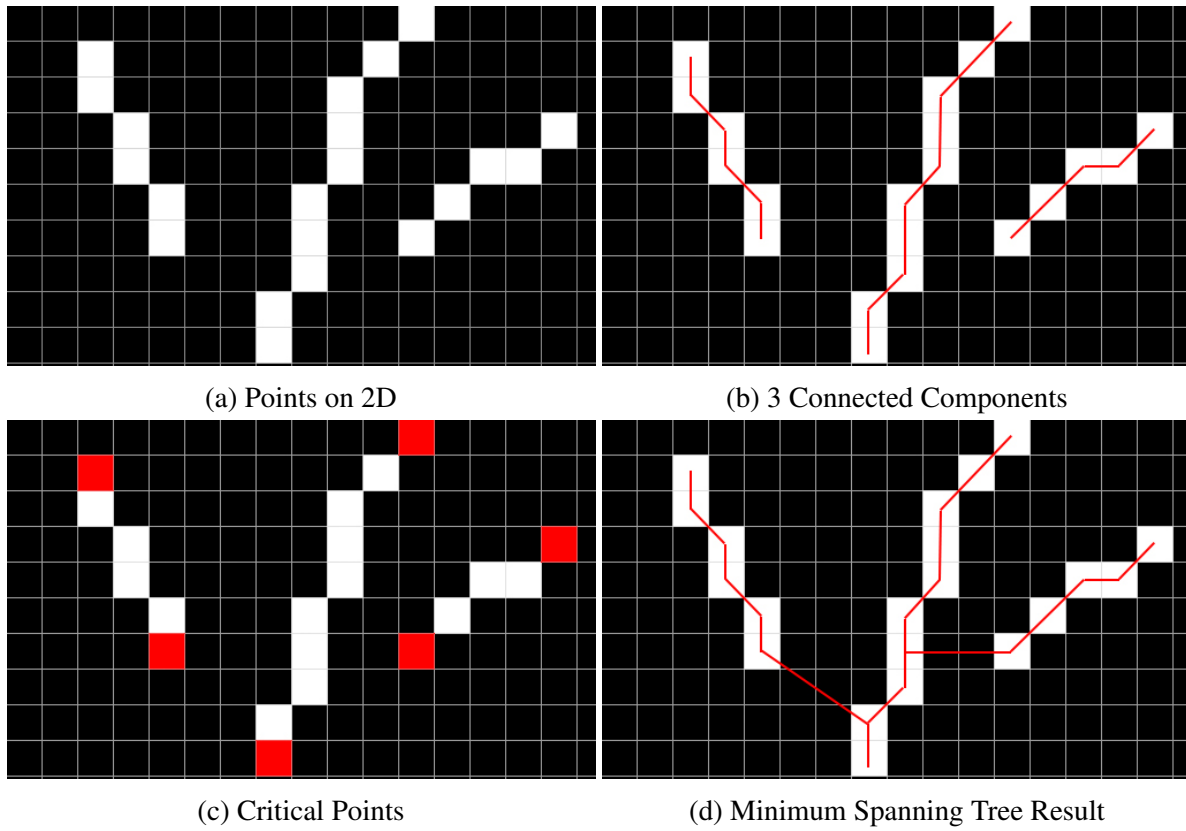 (a) Points on 2D
(b) 3 Connected Components
(c) Critical Points
(d) Minimum Spanning Tree Result